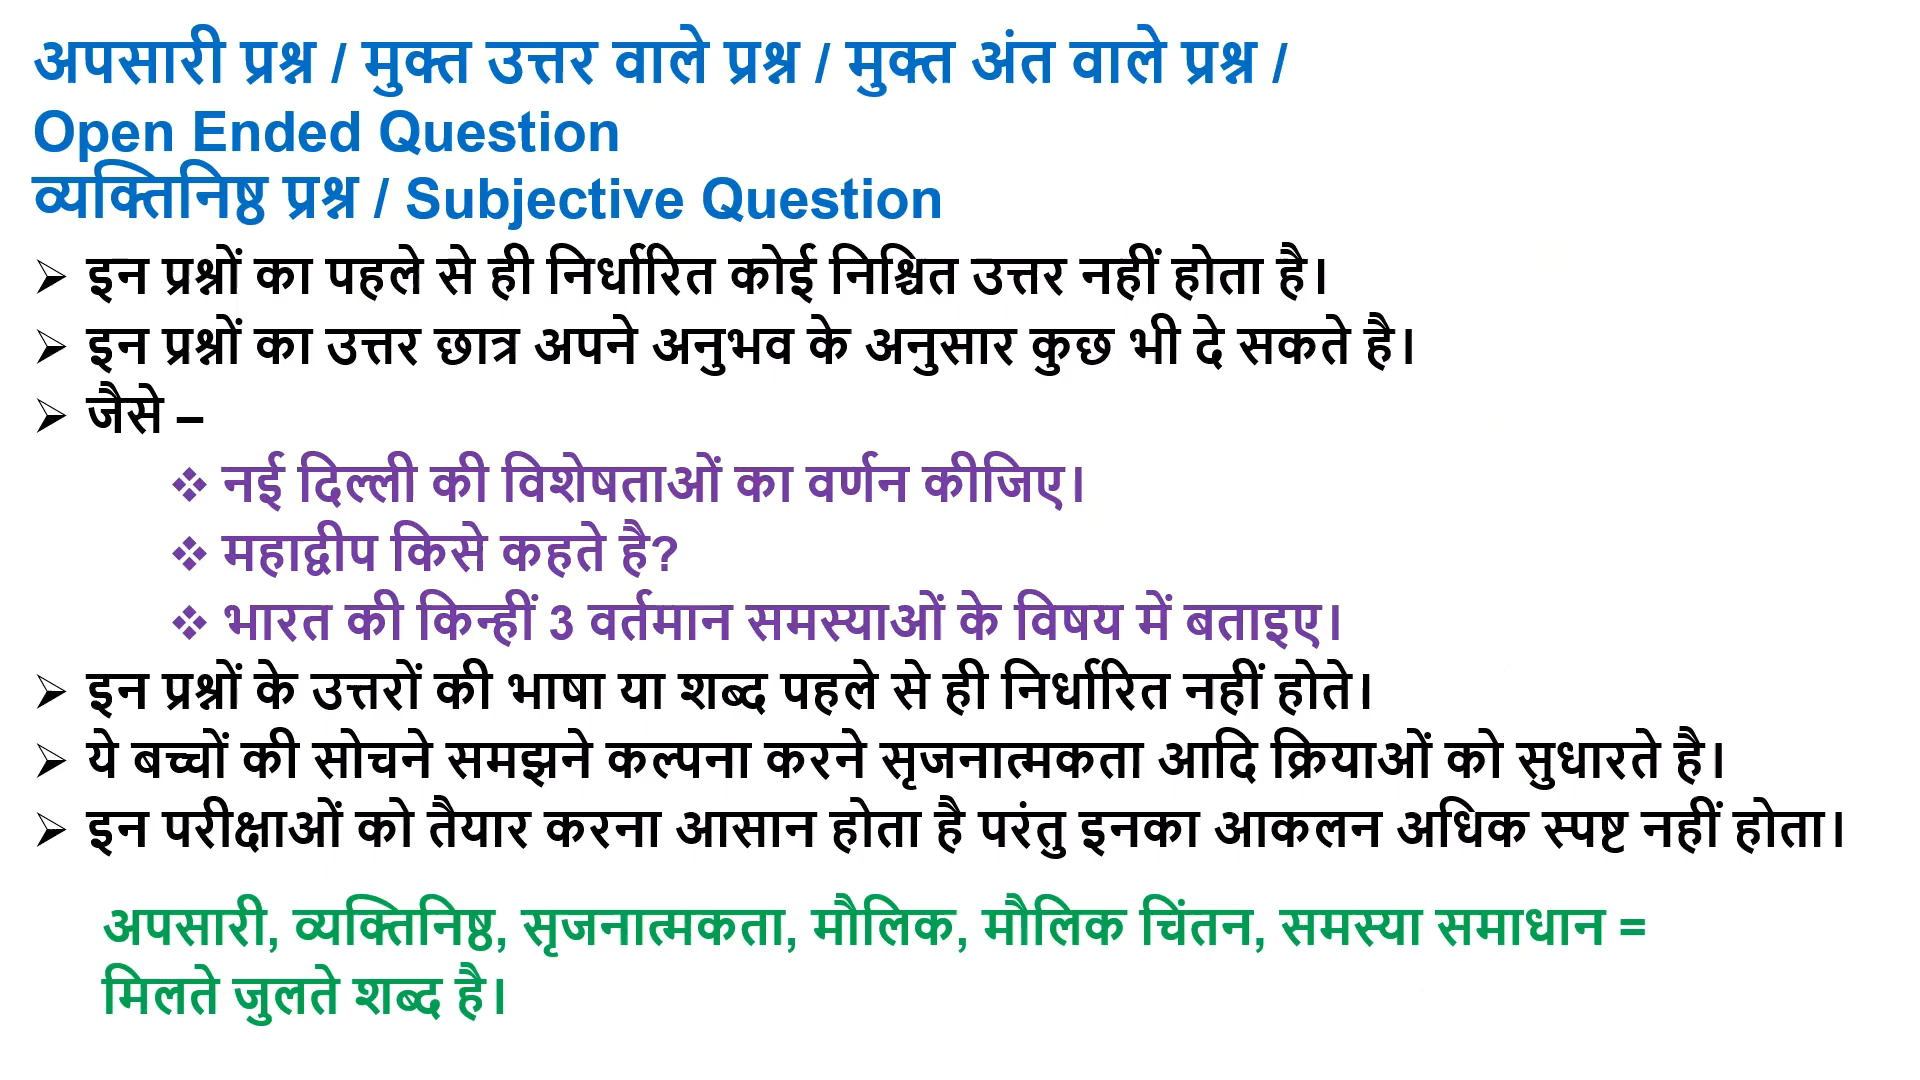 अपसारी प्रश्न / मुक्त उत्तर वाले प्रश्न / मुक्त अंत वाले प्रश्न /
Open Ended Question
व्यक्तिनिष्ठ प्रश्न / Subjective Question
➢ इन प्रश्नों का पहले से ही निर्धारित कोई निश्चित उत्तर नहीं होता है।
➢ इन प्रश्नों का उत्तर छात्र अपने अनुभव के अनुसार कुछ भी दे सकते है।
➢ जैसे –
❖ नई दिल्ली की विशेषताओं का वर्णन कीजिए।
❖ महाद्वीप किसे कहते है?
❖ भारत की किन्हीं 3 वर्तमान समस्याओं के विषय में बताइए।
➢ इन प्रश्नों के उत्तरों की भाषा या शब्द पहले से ही निर्धारित नहीं होते।
➢ ये बच्चों की सोचने समझने कल्पना करने सृजनात्मकता आदि क्रियाओं को सुधारते है।
➢ इन परीक्षाओं को तैयार करना आसान होता है परंतु इनका आकलन अधिक स्पष्ट नहीं होता।
अपसारी, व्यक्तिनिष्ठ, सृजनात्मकता, मौलिक, मौलिक चिंतन, समस्या समाधान =
मिलते जुलते शब्द है।